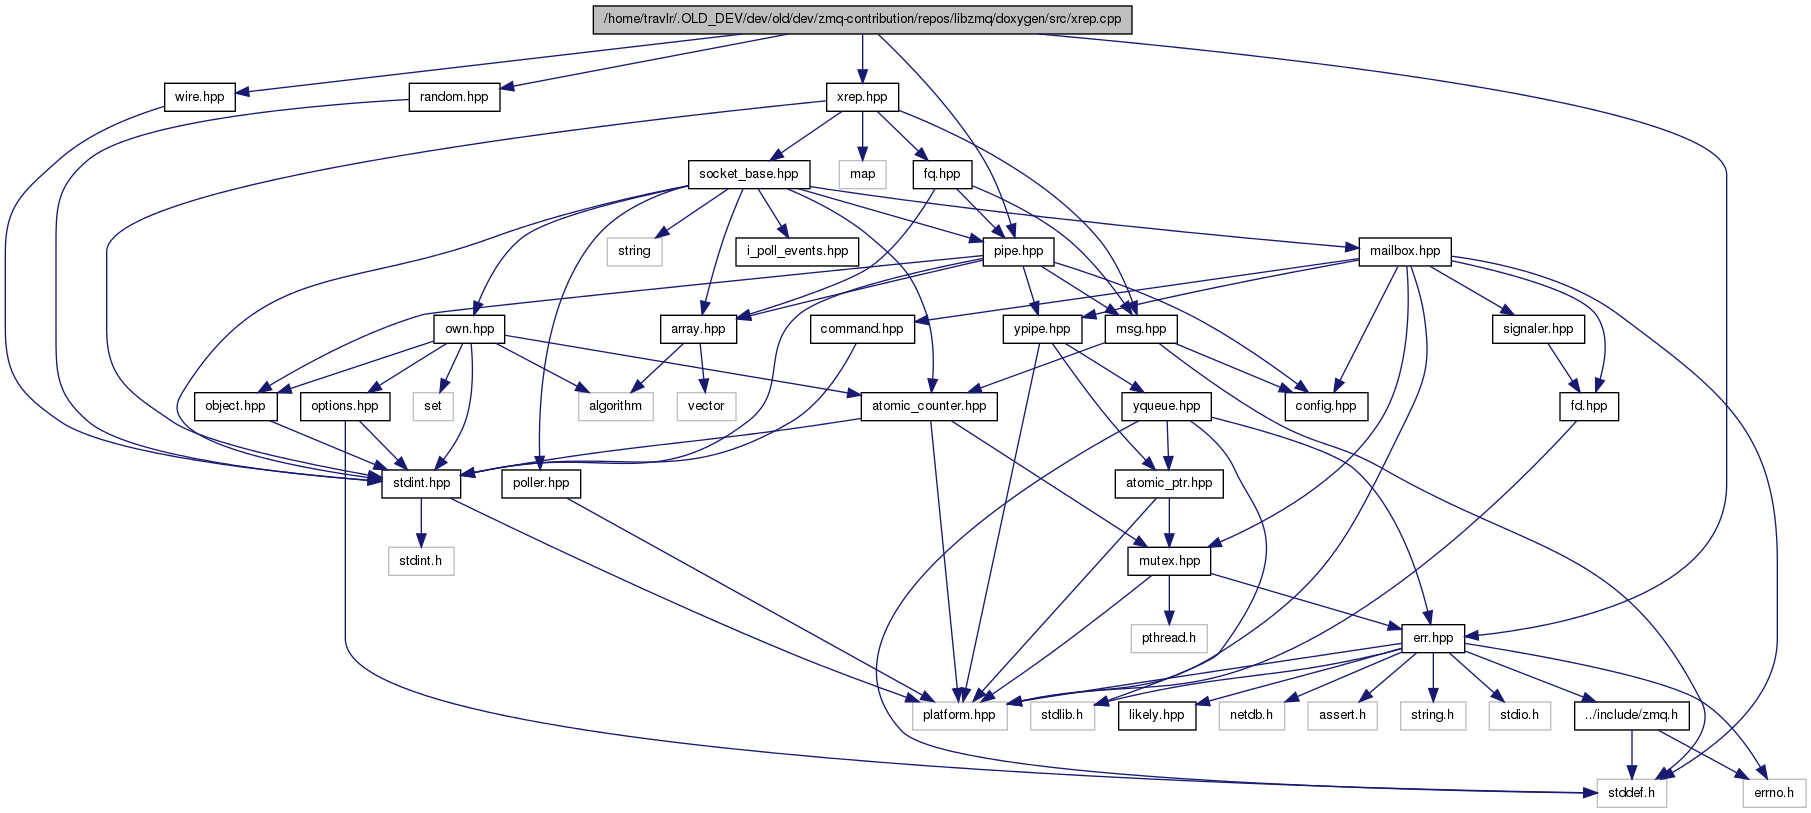 /home/travlr/.OLD_DEV/dev/old/dev/zmq-contribution/repos/libzmq/doxygen/src/xrep.cpp
wire.hpp
random.hpp
xrep.hpp
socket_base.hpp
map
fq.hpp
string
i_poll_events.hpp
pipe.hpp
mailbox.hpp
own.hpp
array.hpp
command.hpp
ypipe.hpp
msg.hpp
signaler.hpp
object.hpp
options.hpp
set
algorithm
vector
atomic_counter.hpp
yqueue.hpp
config.hpp
fd.hpp
stdint.hpp
poller.hpp
atomic_ptr.hpp
stdint.h
mutex.hpp
pthread.h
err.hpp
platform.hpp
stdlib.h
likely.hpp
netdb.h
assert.h
string.h
stdio.h
../include/zmq.h
stddef.h
errno.h